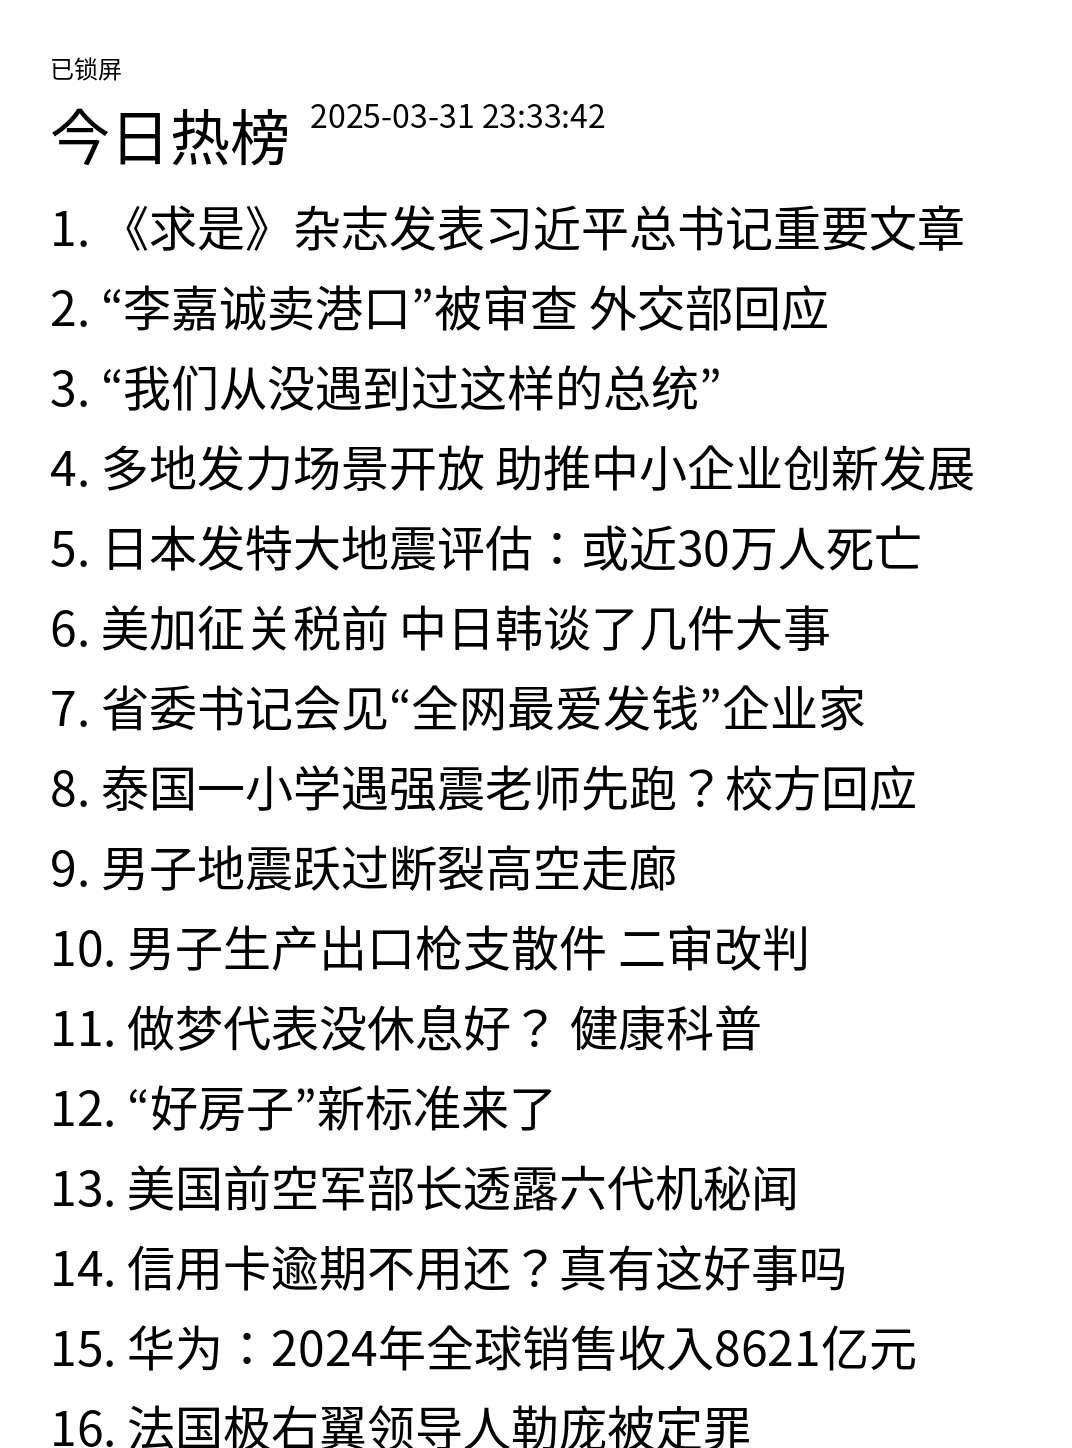 已锁屏
今日热榜 2025-03-31 23:33:42
1. 《求是》杂志发表习近平总书记重要文章
2. “李嘉诚卖港口”被审查 外交部回应
3. “我们从没遇到过这样的总统”
4. 多地发力场景开放 助推中小企业创新发展
5. 日本发特大地震评估：或近30万人死亡
6. 美加征关税前 中日韩谈了几件大事
7. 省委书记会见“全网最爱发钱”企业家
8. 泰国一小学遇强震老师先跑？校方回应
9. 男子地震跃过断裂高空走廊
10. 男子生产出口枪支散件 二审改判
11. 做梦代表没休息好？ 健康科普
12. “好房子”新标准来了
13. 美国前空军部长透露六代机秘闻
14. 信用卡逾期不用还？真有这好事吗
15. 华为：2024年全球销售收入8621亿元
16. 法国极右翼领导人勒庞被定罪